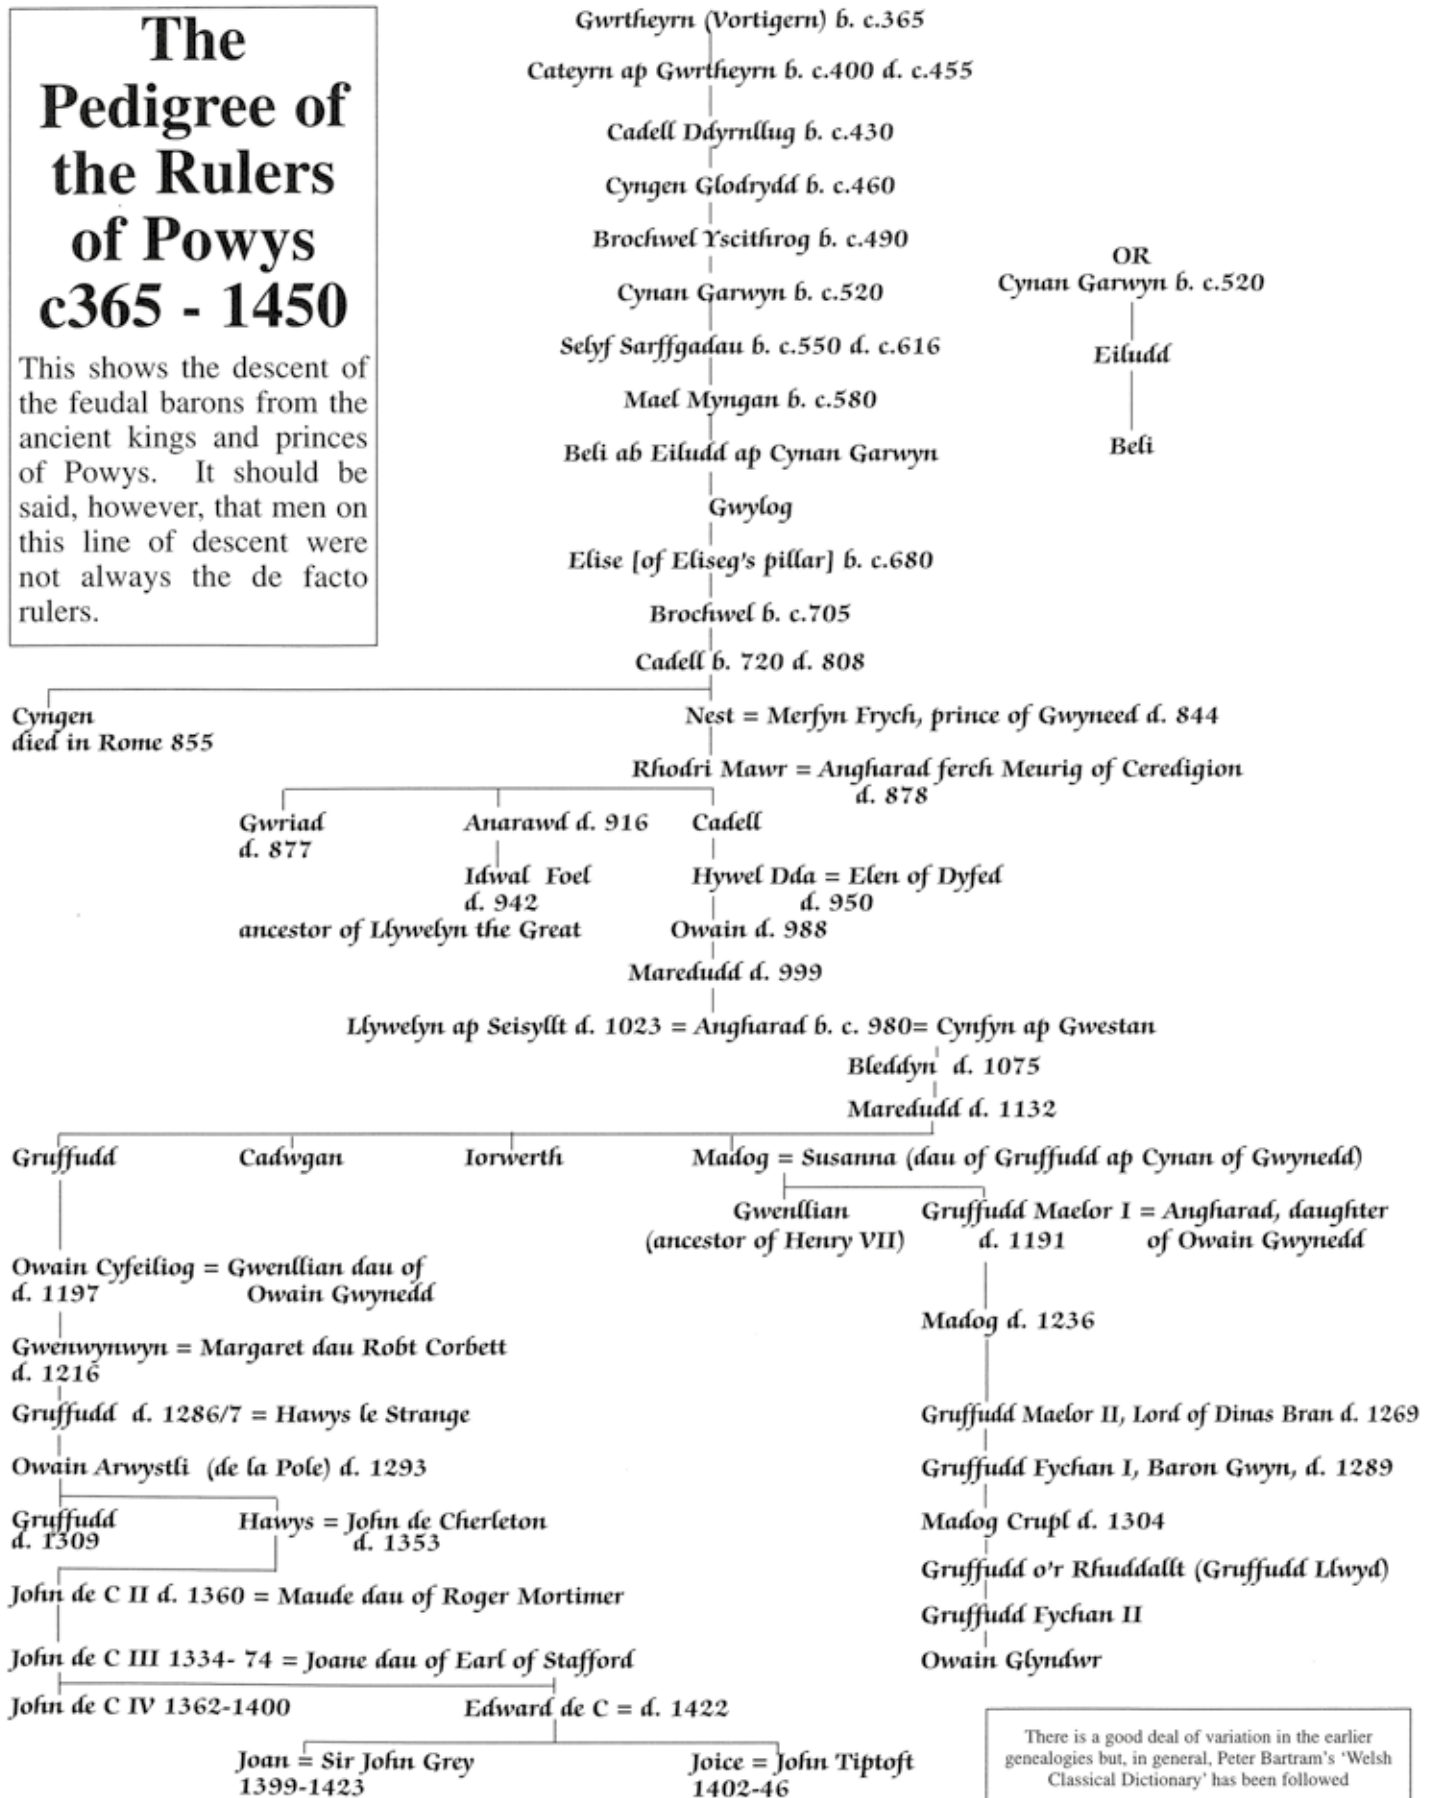 The
Pedigree of
the Rulers
of Powys
c365 - 1450
This shows the descent of
the feudal barons from the
ancient kings and princes
of Powys. It should be
said, however, that men on
this line of descent were
not always the de facto
rulers.
Gwrtheyrn (Vortigern) b. c.365
Cateyrn ap Gwrtheyrn b. c.400 d. c.455
Cadell Ddyrnllug b. c.430
Cyngen Glodrydd b. c.460
Brochwel Yscithrog b. c.490
Cynan Garwyn b. c.520
Selyf Sarffgadau b. c.550 d. c.616
Mael Myngan b. c.580
Beli ab Eiludd ap Cynan Garwyn
Gwylog
Elise [of Eliseg's pillar] b. c.680
Brochwel b. c.705
Cadell b. 720 d. 808
OR
Cynan Garwyn b. c.520
Eiludd
Beli
Cyngen
died in Rome 855
Nest = Merfyn Frych, prince of Gwyneed d. 844
Rhodri Mawr = Angharad ferch Meurig of Ceredigion
d. 878
Gwriad
d. 877
Anarawd d. 916
Cadell
Idwal Foel
d. 942
ancestor of Llywelyn the Great
Hywel Dda = Elen of Dyfed
d. 950
Owain d. 988
Maredudd d. 999
Llywelyn ap Seisyllt d. 1023 = Angharad b. c. 980= Cynfyn ap Gwestan
Bleddyn d. 1075
Maredudd d. 1132
Gruffudd
Cadwgan
Iorwerth
Madog = Susanna (dau of Gruffudd ap Cynan of Gwynedd)
Gwenllian
(ancestor of Henry VII)
Gruffudd Maelor I = Angharad, daughter
d. 1191 of Owain Gwynedd
Owain Cyfeiliog = Gwenllian dau of
d. 1197 Owain Gwynedd
Madog d. 1236
Gwenwynwyn = Margaret dau Robt Corbett
d. 1216
Gruffudd d. 1286/7 = Hawys le Strange
Gruffudd Maelor II, Lord of Dinas Bran d. 1269
Owain Arwystli (de la Pole) d. 1293
Gruffudd Fychan I, Baron Gwyn, d. 1289
Gruffudd
d. 1309
Hawys = John de Cherleton
d. 1353
Madog Crupl d. 1304
Gruffudd o'r Rhuddallt (Gruffudd Llwyd)
John de C II d. 1360 = Maude dau of Roger Mortimer
Gruffudd Fychan II
John de C III 1334- 74 = Joane dau of Earl of Stafford
Owain Glyndwr
John de C IV 1362-1400
Edward de C = d. 1422
Joan = Sir John Grey
1399-1423
Joice = John Tiptoft
1402-46
There is a good deal of variation in the earlier
genealogies but, in general, Peter Bartram's 'Welsh
Classical Dictionary' has been followed